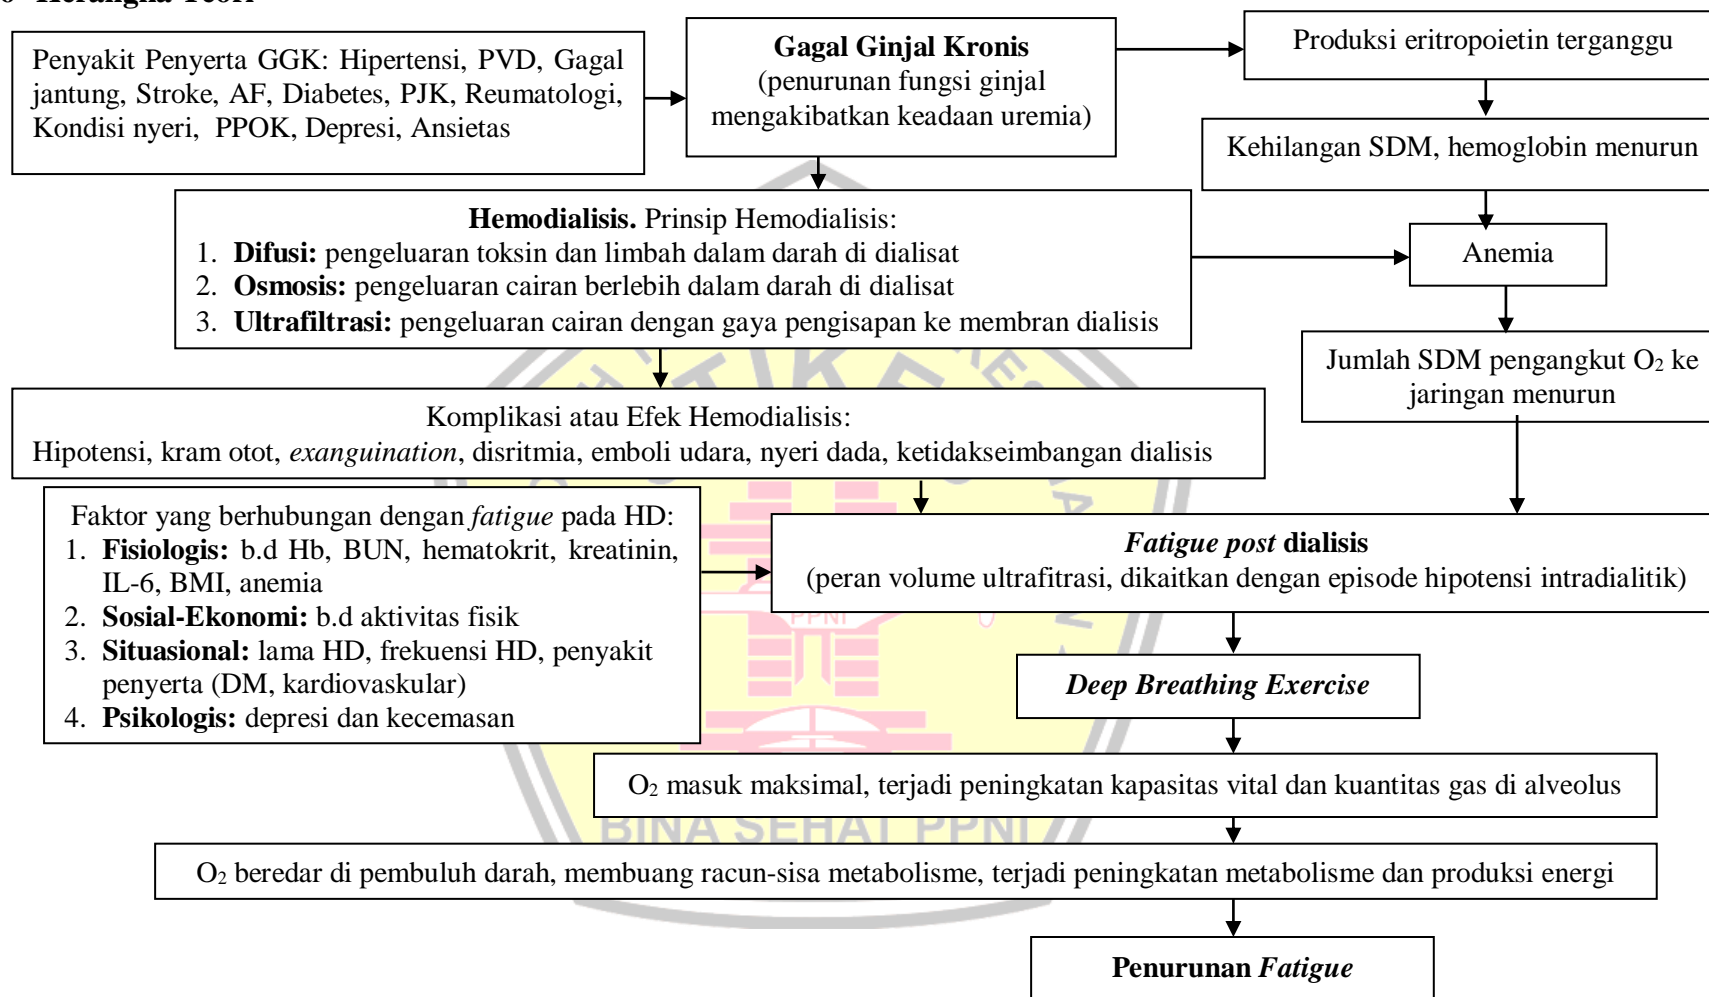 Kerangka Teori
Penyakit Penyerta GGK: Hipertensi, PVD, Gagal
jantung, Stroke, AF, Diabetes, PJK, Reumatologi,
Kondisi nyeri, PPOK, Depresi, Ansietas
Gagal Ginjal Kronis
(penurunan fungsi ginjal
mengakibatkan keadaan uremia)
Produksi eritropoietin terganggu
Kehilangan SDM, hemoglobin menurun
Hemodialisis. Prinsip Hemodialisis:
1. Difusi: pengeluaran toksin dan limbah dalam darah di dialisat
2. Osmosis: pengeluaran cairan berlebih dalam darah di dialisat
3. Ultrafiltrasi: pengeluaran cairan dengan gaya pengisapan ke membran dialisis
Anemia
Jumlah SDM pengangkut O₂ ke
jaringan menurun
Komplikasi atau Efek Hemodialisis:
Hipotensi, kram otot, exanguination, disritmia, emboli udara, nyeri dada, ketidakseimbangan dialisis
Faktor yang berhubungan dengan fatigue pada HD:
1. Fisiologis: b.d Hb, BUN, hematokrit, kreatinin,
IL-6, BMI, anemia
2. Sosial-Ekonomi: b.d aktivitas fisik
3. Situasional: lama HD, frekuensi HD, penyakit
penyerta (DM, kardiovaskular)
4. Psikologis: depresi dan kecemasan
Fatigue post dialisis
(peran volume ultrafitrasi, dikaitkan dengan episode hipotensi intradialitik)
PPNI
Deep Breathing Exercise
O₂ masuk maksimal, terjadi peningkatan kapasitas vital dan kuantitas gas di alveolus
BINA SEHAT PPNI
O₂ beredar di pembuluh darah, membuang racun-sisa metabolisme, terjadi peningkatan metabolisme dan produksi energi
Penurunan Fatigue